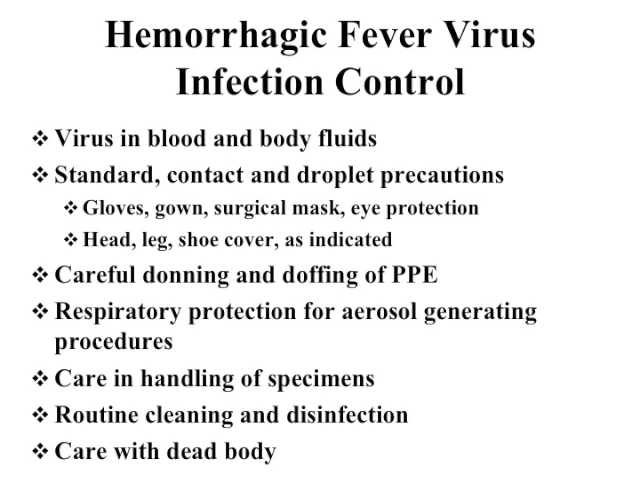 Hemorrhagic Fever Virus
Infection Control
❖ Virus in blood and body fluids
❖ Standard, contact and droplet precautions
❖ Gloves, gown, surgical mask, eye protection
❖ Head, leg, shoe cover, as indicated
❖ Careful donning and doffing of PPE
❖ Respiratory protection for aerosol generating
procedures
❖ Care in handling of specimens
❖ Routine cleaning and disinfection
❖ Care with dead body